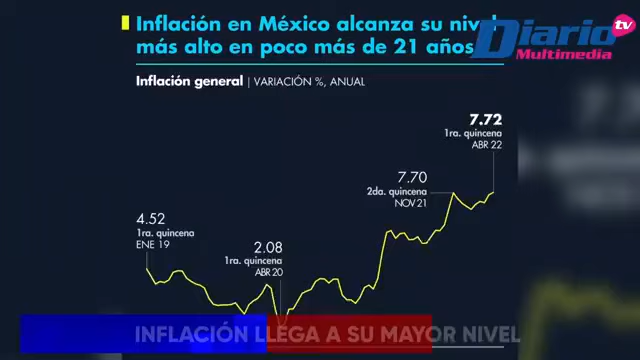 Inflación en México alcanza su nivel
más alto en poco más de 21 años
Diario tv
Multimedia
Inflación general | VARIACIÓN %, ANUAL
7.72
1ra. quincena
ABR 22
7.70
2da. quincena
NOV 21
4.52
1ra. quincena
ENE 19
2.08
1ra. quincena
ABR 20
INFLACIÓN LLEGA A SU MAYOR NIVEL